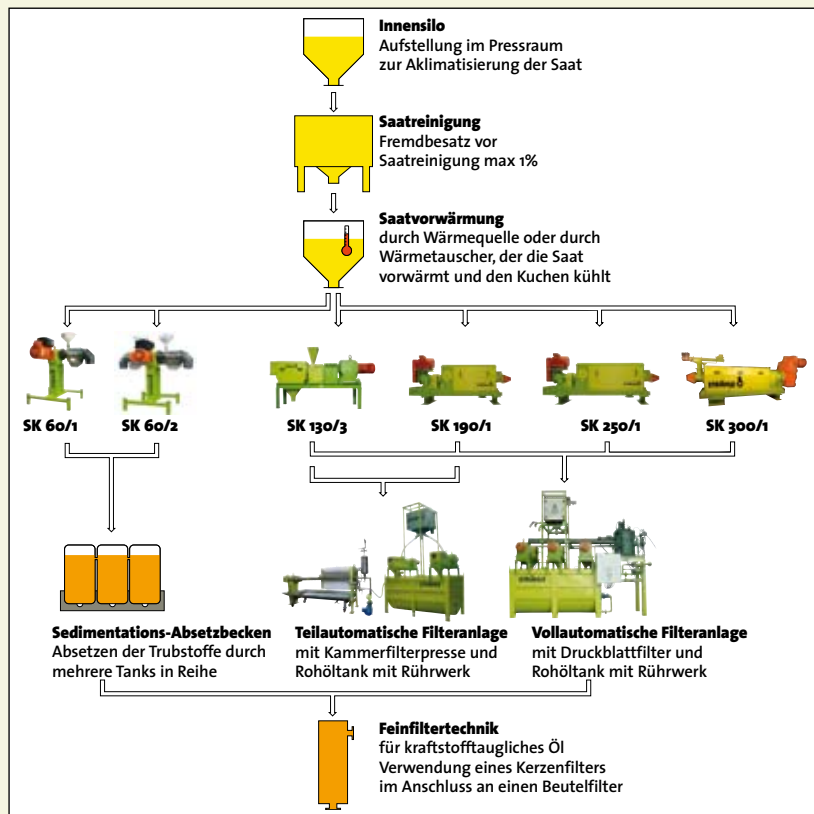 Innensilo
Aufstellung im Pressraum
zur Aklimatisierung der Saat
Saatreinigung
Fremdbesatz vor
Saatreinigung max 1%
Saatvorwärmung
durch Wärmequelle oder durch
Wärmetauscher, der die Saat
vorwärmt und den Kuchen kühlt
SK 60/1
SK 60/2
SK 130/3
SK 190/1
SK 250/1
SK 300/1
Sedimentations-Absetzbecken
Absetzen der Trubstoffe durch
mehrere Tanks in Reihe
Teilautomatische Filteranlage
mit Kammerfilterpresse und
Rohöltank mit Rührwerk
Vollautomatische Filteranlage
mit Druckblattfilter und
Rohöltank mit Rührwerk
Feinfiltertechnik
für kraftstofftaugliches Öl
Verwendung eines Kerzenfilters
im Anschluss an einen Beutelfilter